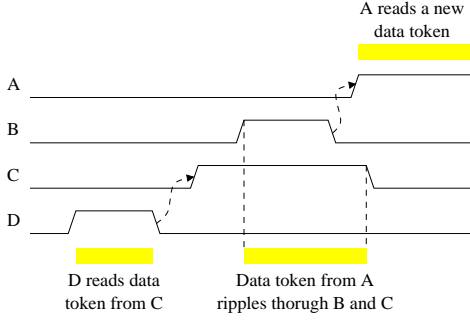 A reads a new
data token
A
B
C
D
D reads data
token from C
Data token from A
ripples thorugh B and C